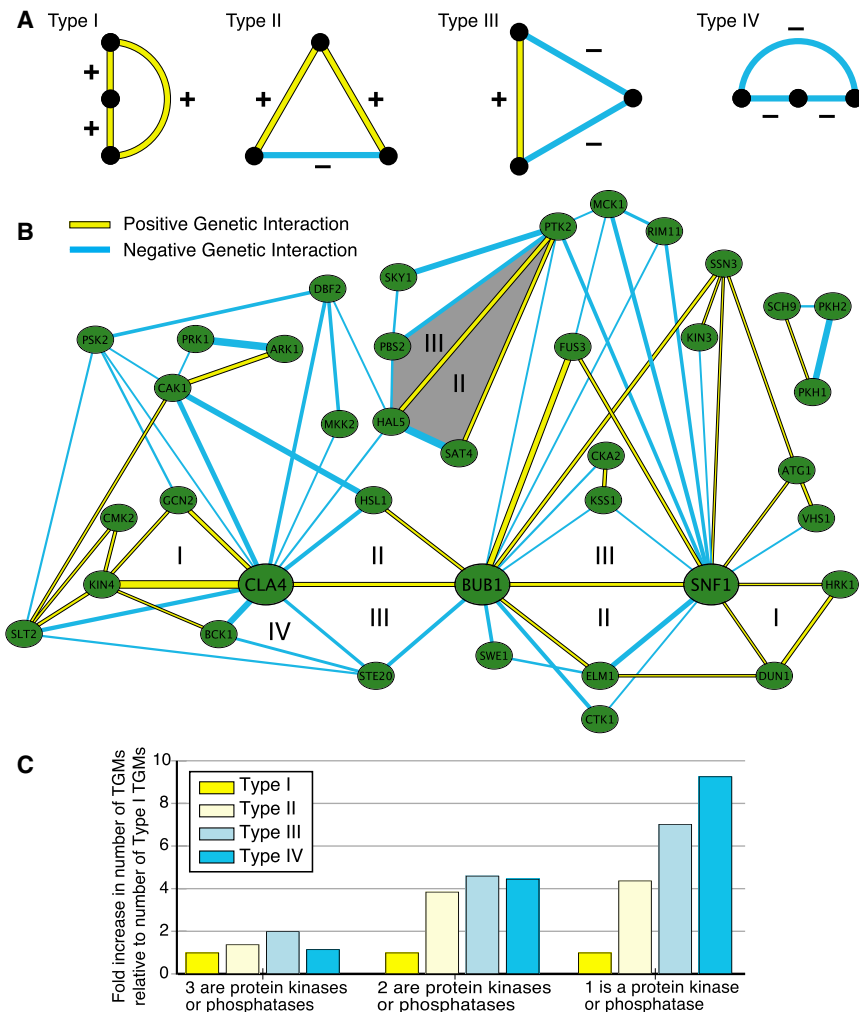 A
Type I
Type II
Type III
Type IV
+
+
+
+
+
−
+
−
−
−
−
−
B
Positive Genetic Interaction
Negative Genetic Interaction
MCK1
PTK2
RIM11
SSN3
SKY1
DBF2
SCH9
PKH2
PSK2
PRK1
ARK1
PBS2
III
FUS3
KIN3
CAK1
II
PKH1
MKK2
HAL5
SAT4
CKA2
ATG1
GCN2
HSL1
KSS1
CMK2
VHS1
I
II
III
KIN4
CLA4
BUB1
SNF1
HRK1
SLT2
BCK1
IV
III
II
I
SWE1
STE20
ELM1
DUN1
CTK1
C
Fold increase in number of TGMs
relative to number of Type I TGMs
10
8
6
4
2
0
Type I
Type II
Type III
Type IV
3 are protein kinases
or phosphatases
2 are protein kinases
or phosphatases
1 is a protein kinase
or phosphatase